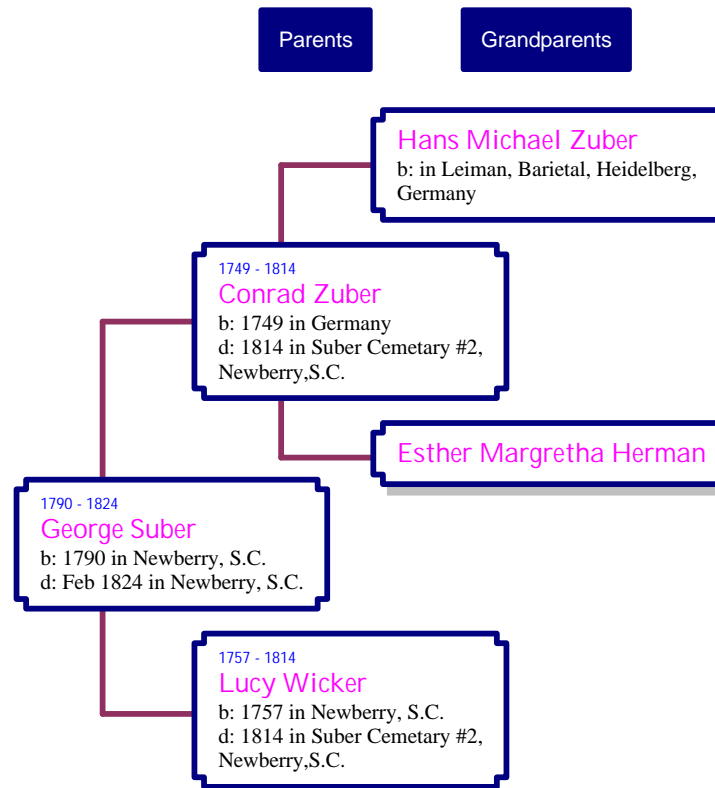 Parents
Grandparents
Hans Michael Zuber
b: in Leiman, Barietal, Heidelberg,
Germany
1749 - 1814
Conrad Zuber
b: 1749 in Germany
d: 1814 in Suber Cemetary #2,
Newberry,S.C.
Esther Margretha Herman
1790 - 1824
George Suber
b: 1790 in Newberry, S.C.
d: Feb 1824 in Newberry, S.C.
1757 - 1814
Lucy Wicker
b: 1757 in Newberry, S.C.
d: 1814 in Suber Cemetary #2,
Newberry,S.C.